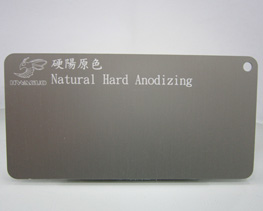 硬陽原色
Natural Hard Anodizing